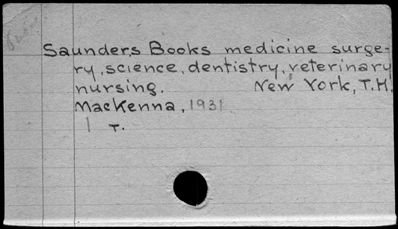 Saunders Books medicine surge-
ry, science, dentistry, veterinary
nursing. New York, T.H.
MacKenna, 1931
1 T.